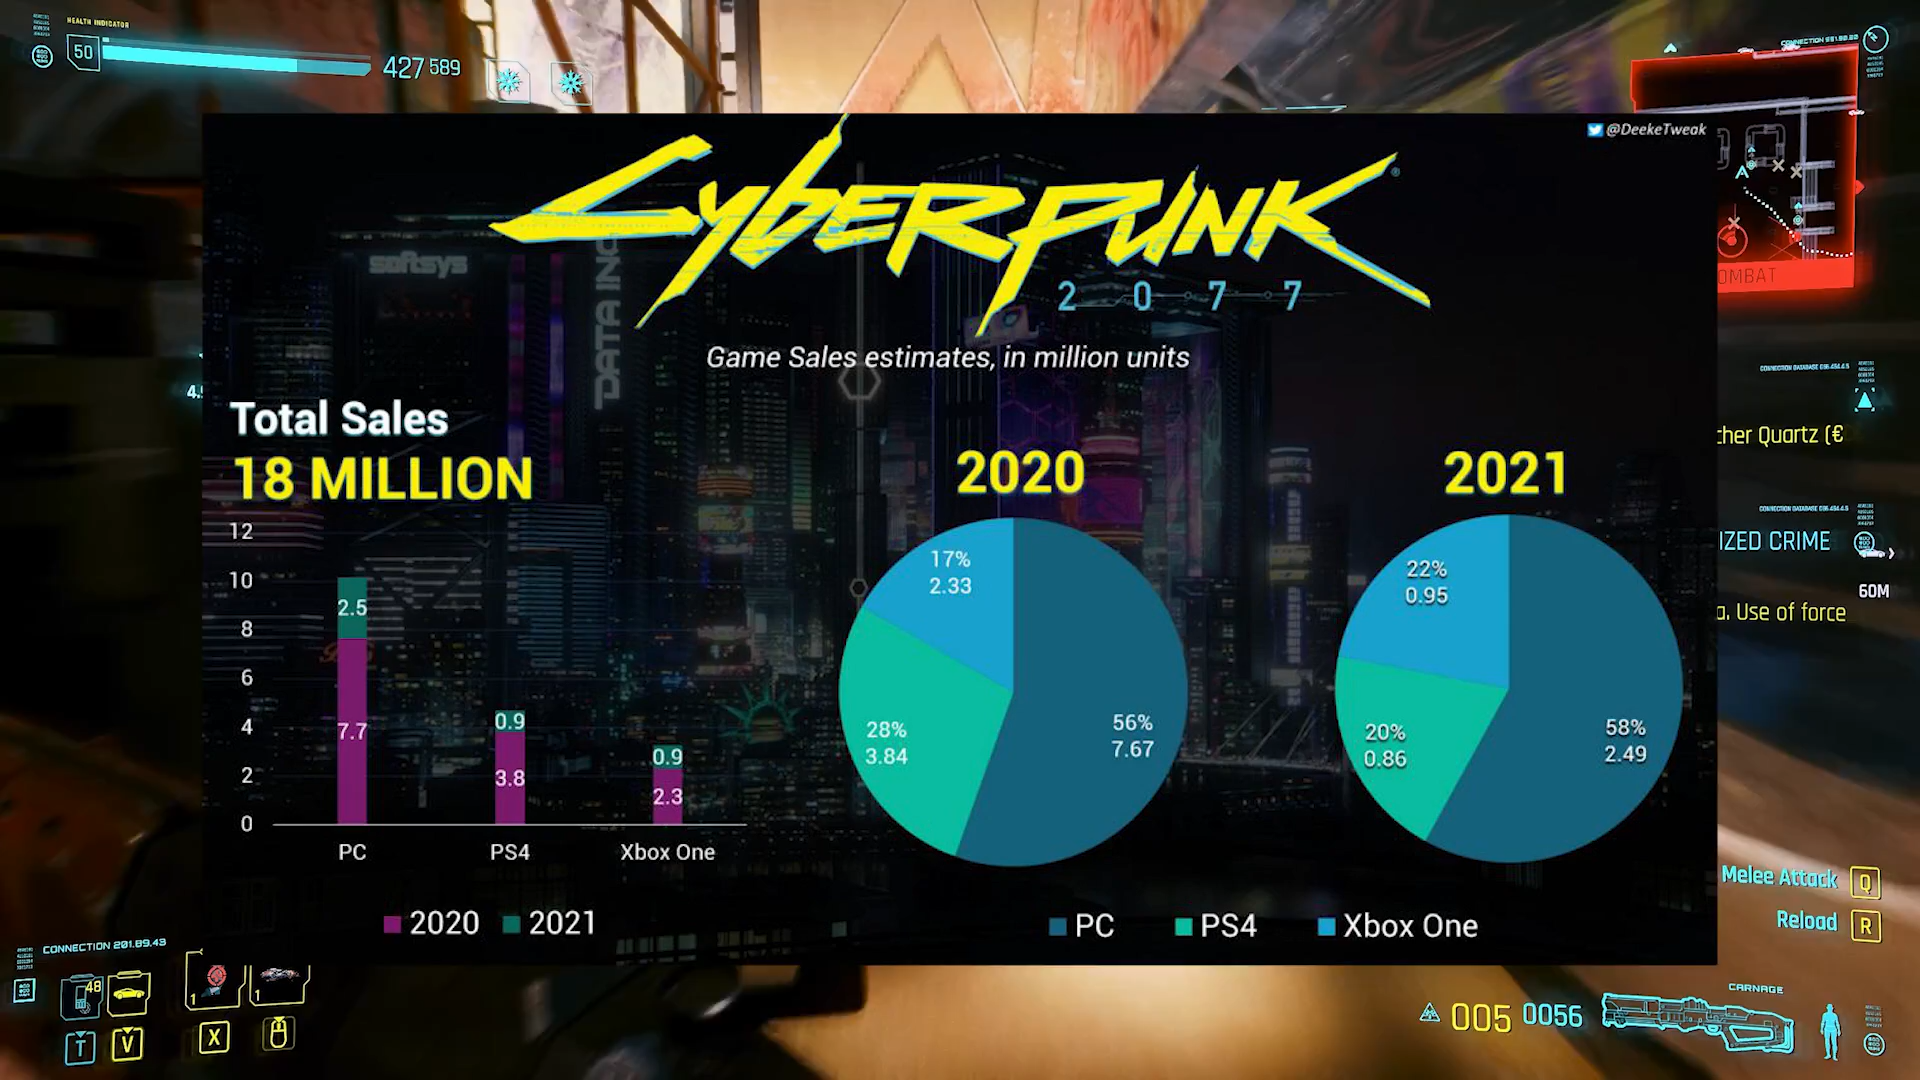 HEALTH INDICATOR
50
427 589
CONNECTION 201.89.43
48
1
1
T
V
X
@DeekeTweak
CYBERPUNK
2077
softsys
DATA INC
Game Sales estimates, in million units
Total Sales
18 MILLION
12
10
8
6
4
2
0
2.5
7.7
0.9
3.8
0.9
2.3
PC
PS4
Xbox One
2020
2021
2020
17%
2.33
28%
3.84
56%
7.67
2021
22%
0.95
20%
0.86
58%
2.49
PC
PS4
Xbox One
OMBAT
cher Quartz (€
IZED CRIME
60M
a. Use of force
Melee Attack
Q
Reload
R
CARNAGE
005 0056